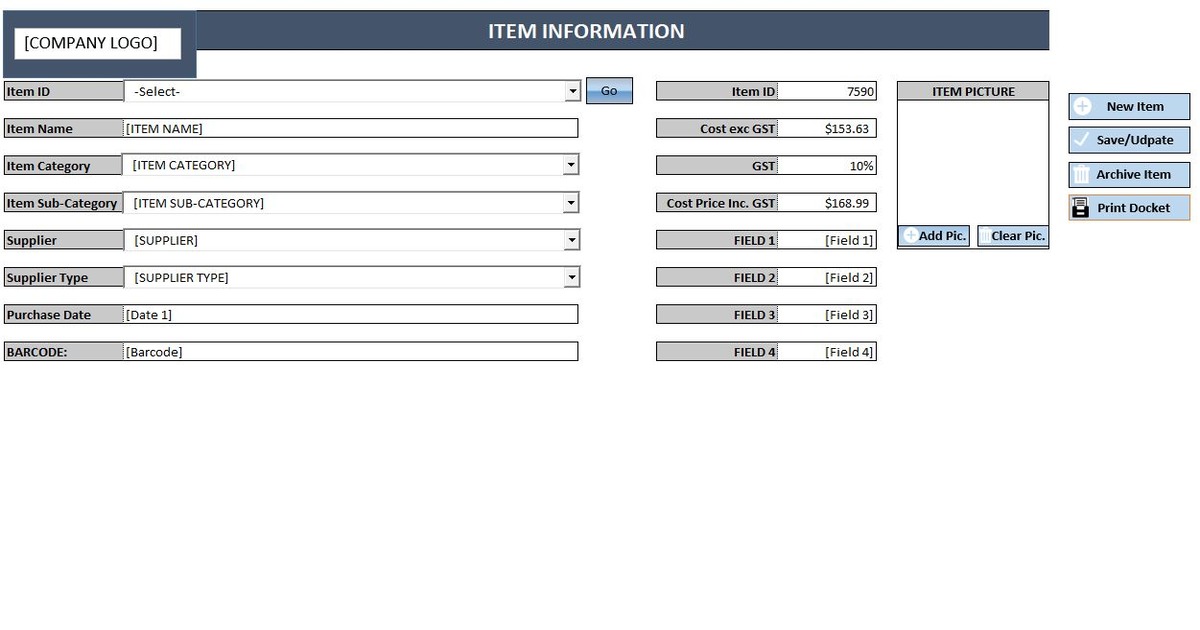 [COMPANY LOGO]
ITEM INFORMATION
Item ID -Select- Go
Item Name [ITEM NAME]
Item Category [ITEM CATEGORY]
Item Sub-Category [ITEM SUB-CATEGORY]
Supplier [SUPPLIER]
Supplier Type [SUPPLIER TYPE]
Purchase Date [Date 1]
BARCODE: [Barcode]
Item ID 7590
Cost exc GST $153.63
GST 10%
Cost Price Inc. GST $168.99
FIELD 1 [Field 1]
FIELD 2 [Field 2]
FIELD 3 [Field 3]
FIELD 4 [Field 4]
ITEM PICTURE
Add Pic. Clear Pic.
New Item
Save/Udpate
Archive Item
Print Docket